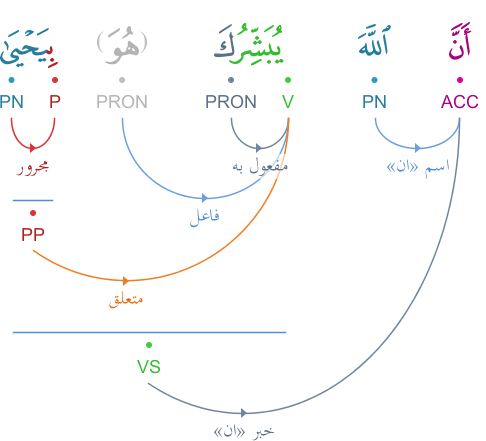 أَنَّ ٱللَّهَ يُبَشِّرُكَ (هُوَ) بِيَحْيَىٰ
ACC PN V PRON PRON P PN
اسم «ان» مفعول به مجرور
فاعل
PP
متعلق
VS
خبر «ان»